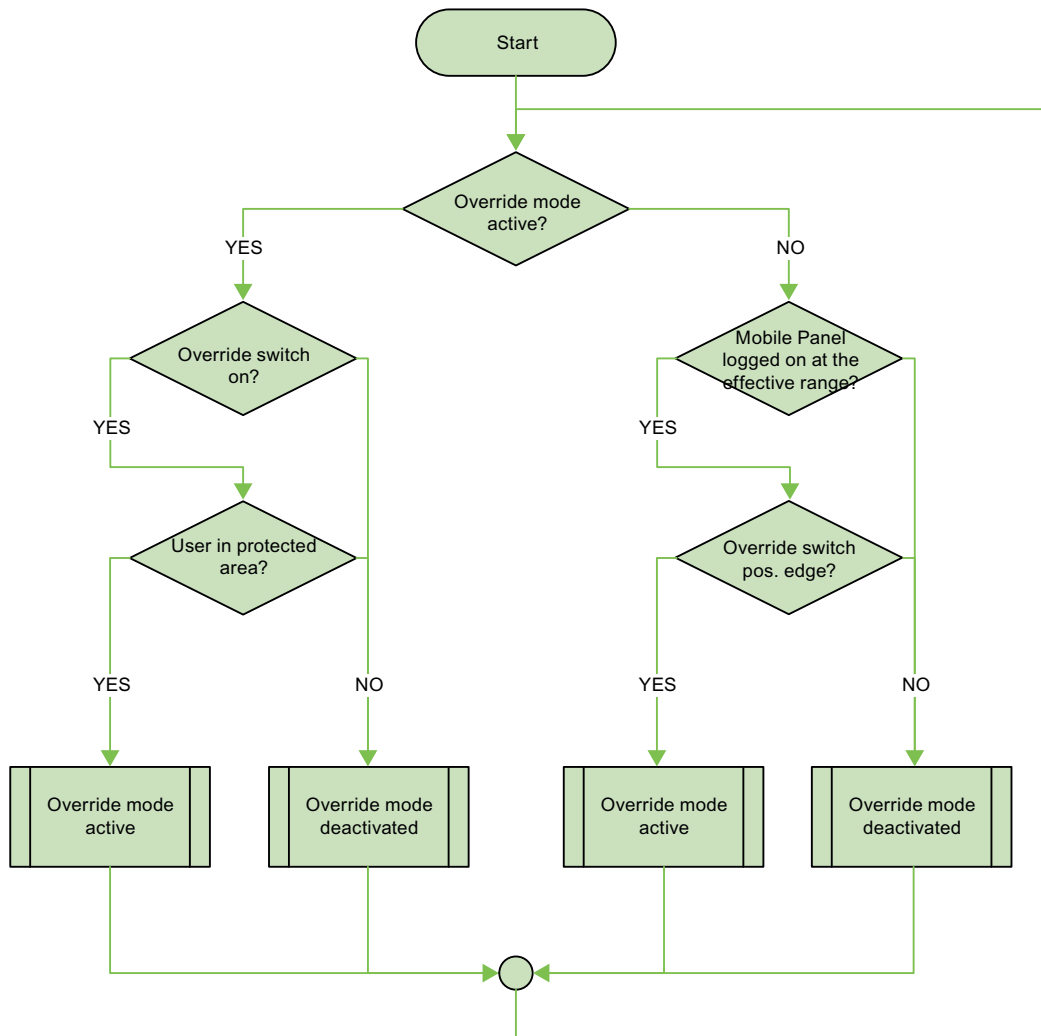 Start
Override mode
active?
YES
NO
Override switch
on?
Mobile Panel
logged on at the
effective range?
YES
YES
User in protected
area?
Override switch
pos. edge?
YES
NO
YES
NO
Override mode
active
Override mode
deactivated
Override mode
active
Override mode
deactivated